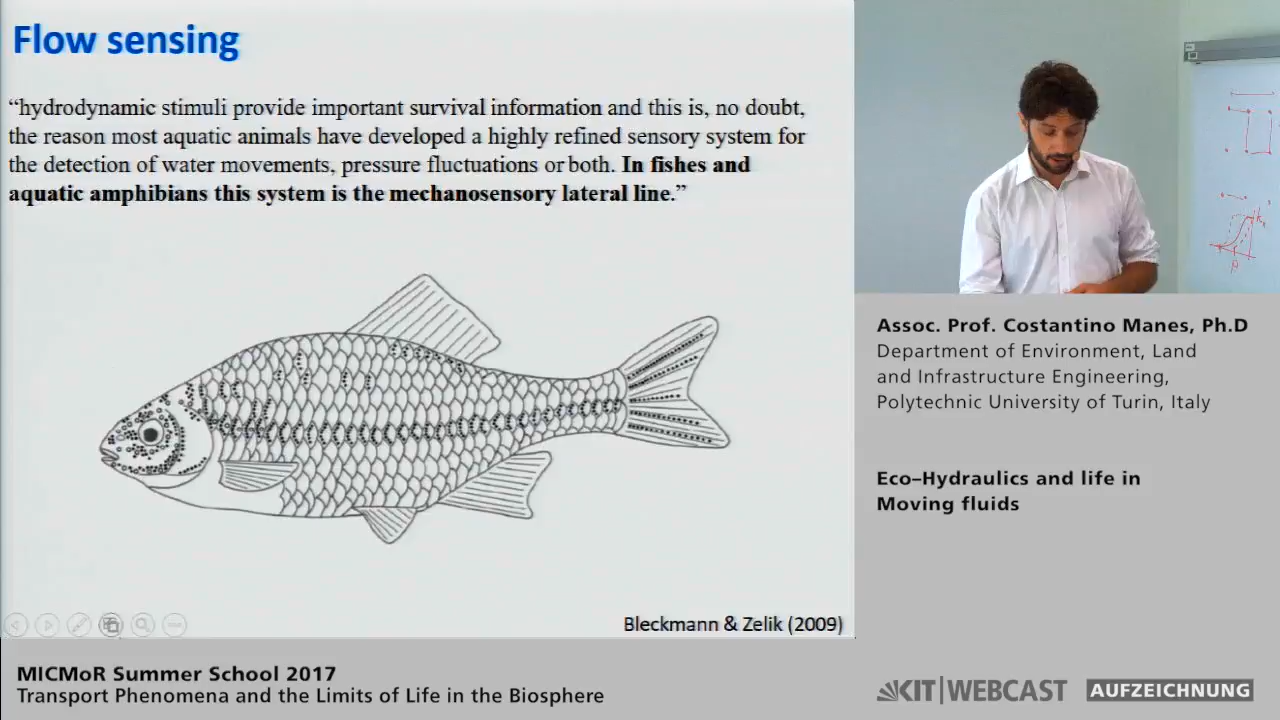 Flow sensing
“hydrodynamic stimuli provide important survival information and this is, no doubt,
the reason most aquatic animals have developed a highly refined sensory system for
the detection of water movements, pressure fluctuations or both. In fishes and
aquatic amphibians this system is the mechanosensory lateral line.”
Bleckmann & Zelik (2009)
Assoc. Prof. Costantino Manes, Ph.D
Department of Environment, Land
and Infrastructure Engineering,
Polytechnic University of Turin, Italy
Eco–Hydraulics and life in
Moving fluids
MICMoR Summer School 2017
Transport Phenomena and the Limits of Life in the Biosphere
KIT|WEBCAST
AUFZEICHNUNG